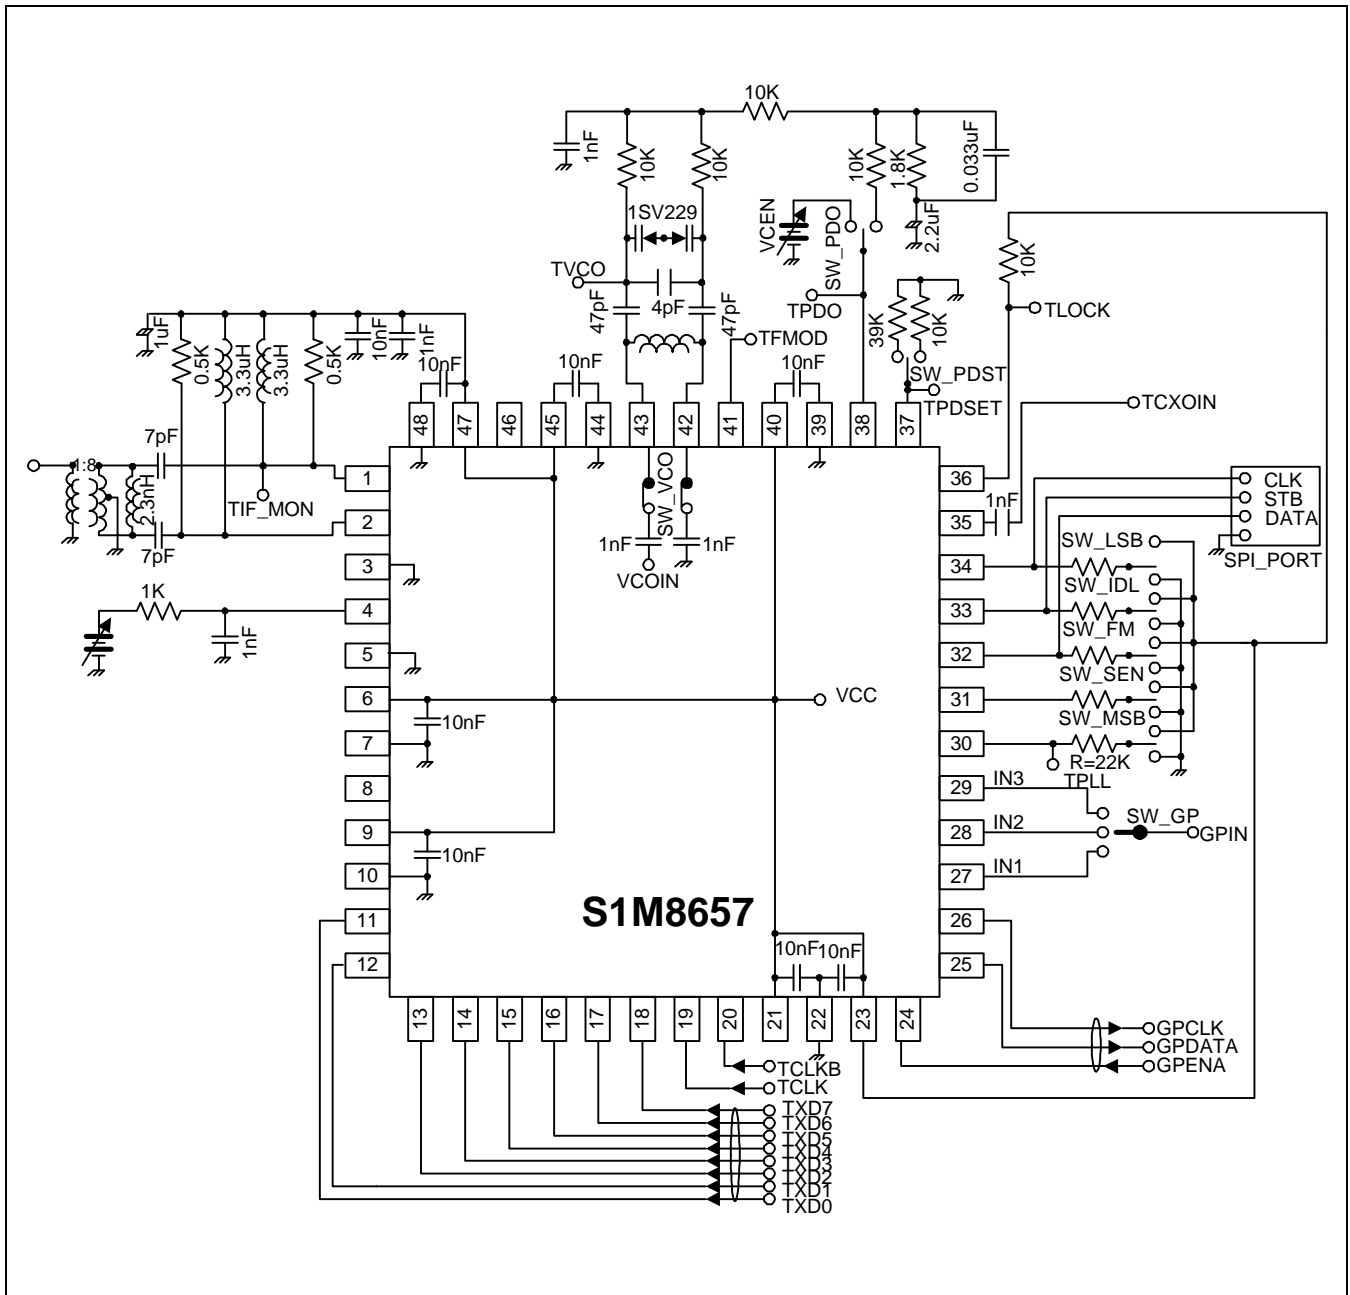 10K
1nF
10K
10K
10K
1.8K
0.033uF
1SV229
VCEN
SW_PDO
2.2uF
10K
TVCO
4pF
47pF
47pF
TPDO
TLOCK
1uF
0.5K
3.3uH
3.3uH
0.5K
10nF
1nF
39K
10K
TFMOD
10nF
10nF
10nF
SW_PDST
TPDSET
TCXOIN
48
47
46
45
44
43
42
41
40
39
38
37
7pF
1:8
2.3nH
TIF_MON
7pF
1
2
3
4
5
6
7
8
9
10
11
12
1K
1nF
SW_VCO
1nF
1nF
VCOIN
VCC
10nF
10nF
S1M8657
10nF
10nF
36
35
34
33
32
31
30
29
28
27
26
25
1nF
CLK
STB
DATA
SPI_PORT
SW_LSB
SW_IDL
SW_FM
SW_SEN
SW_MSB
R=22K
TPLL
IN3
IN2
IN1
SW_GP
GPIN
13
14
15
16
17
18
19
20
21
22
23
24
GPCLK
GPDATA
GPENA
TCLKB
TCLK
TXD7
TXD6
TXD5
TXD4
TXD3
TXD2
TXD1
TXD0